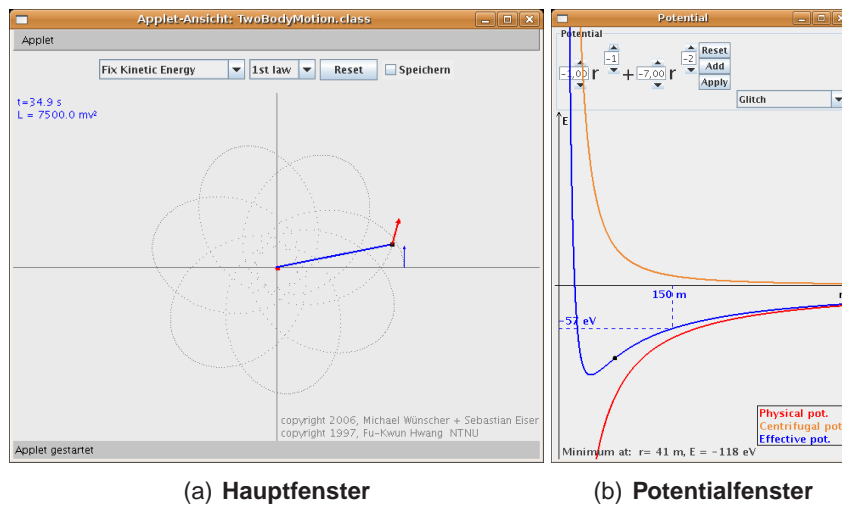 Applet-Ansicht: TwoBodyMotion.class
Applet
Fix Kinetic Energy 1st law Reset Speichern
t=34.9 s
L = 7500.0 mv²
copyright 2006, Michael Wünscher + Sebastian Eiser
copyright 1997, Fu-Kwun Hwang NTNU
Applet gestartet
(a) Hauptfenster
Potential
Potential
-1 -2 Reset
-1,00 r + -7,00 r Add
Apply
Glitch
E
150 m r
-57 eV
Physical pot.
Centrifugal pot
Effective pot.
Minimum at: r= 41 m, E = -118 eV
(b) Potentialfenster